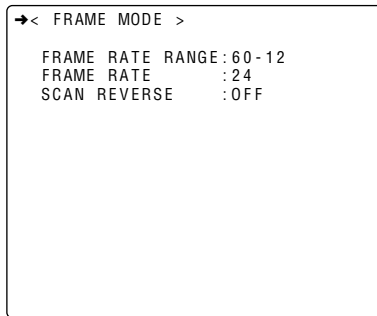 ➔< FRAME MODE >
FRAME RATE RANGE:60-12
FRAME RATE :24
SCAN REVERSE :OFF